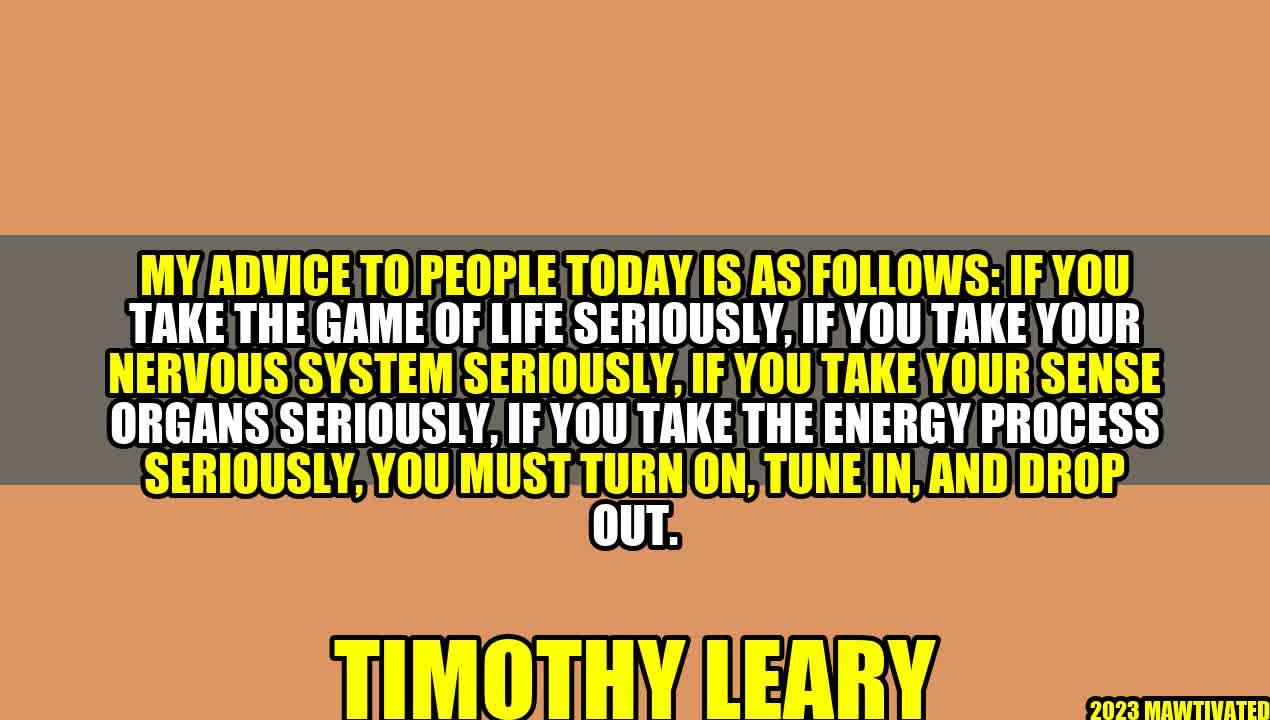 MY ADVICE TO PEOPLE TODAY IS AS FOLLOWS: IF YOU
TAKE THE GAME OF LIFE SERIOUSLY, IF YOU TAKE YOUR
NERVOUS SYSTEM SERIOUSLY, IF YOU TAKE YOUR SENSE
ORGANS SERIOUSLY, IF YOU TAKE THE ENERGY PROCESS
SERIOUSLY, YOU MUST TURN ON, TUNE IN, AND DROP
OUT.
TIMOTHY LEARY
2023 MAWTIVATED